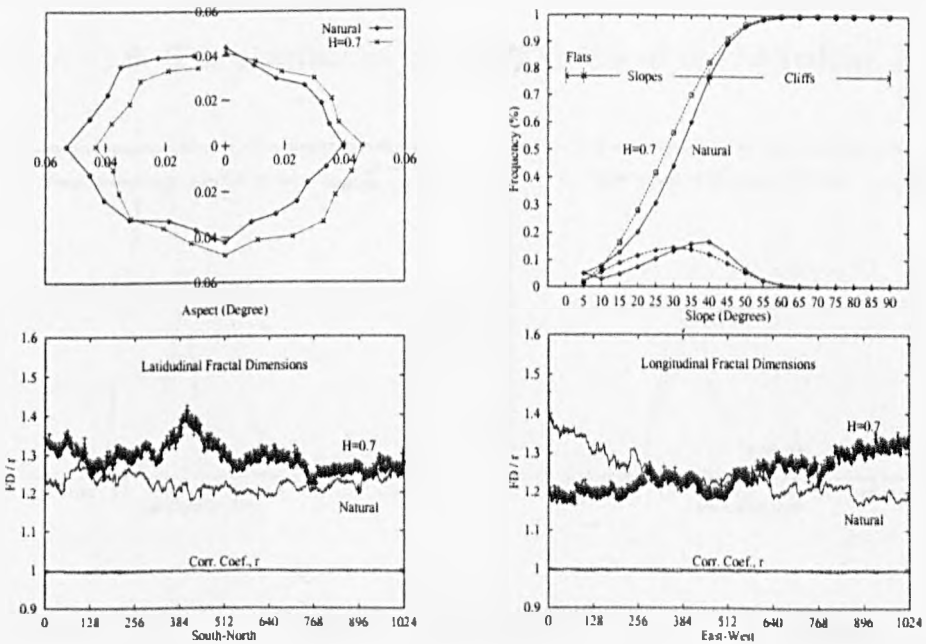 0.06
Natural
H=0.7
0.04
0.02
0
0.06 0.04 0.02 0 0.02 0.04 0.06
0.02
0.04
0.06
Aspect (Degree)
1
0.9
0.8
0.7
0.6
0.5
0.4
0.3
0.2
0.1
0
Frequency (%)
Flats
Slopes
Cliffs
H=0.7
Natural
0 5 10 15 20 25 30 35 40 45 50 55 60 65 70 75 80 85 90
Slope (Degrees)
1.6
1.5
1.4
1.3
1.2
1.1
1
0.9
FD / r
Latidudinal Fractal Dimensions
H=0.7
Natural
Corr. Coef., r
0 128 256 384 512 640 768 896 1024
South-North
1.6
1.5
1.4
1.3
1.2
1.1
1
0.9
FD / r
Longitudinal Fractal Dimensions
H=0.7
Natural
Corr. Coef., r
0 128 256 384 512 640 768 896 1024
East-West